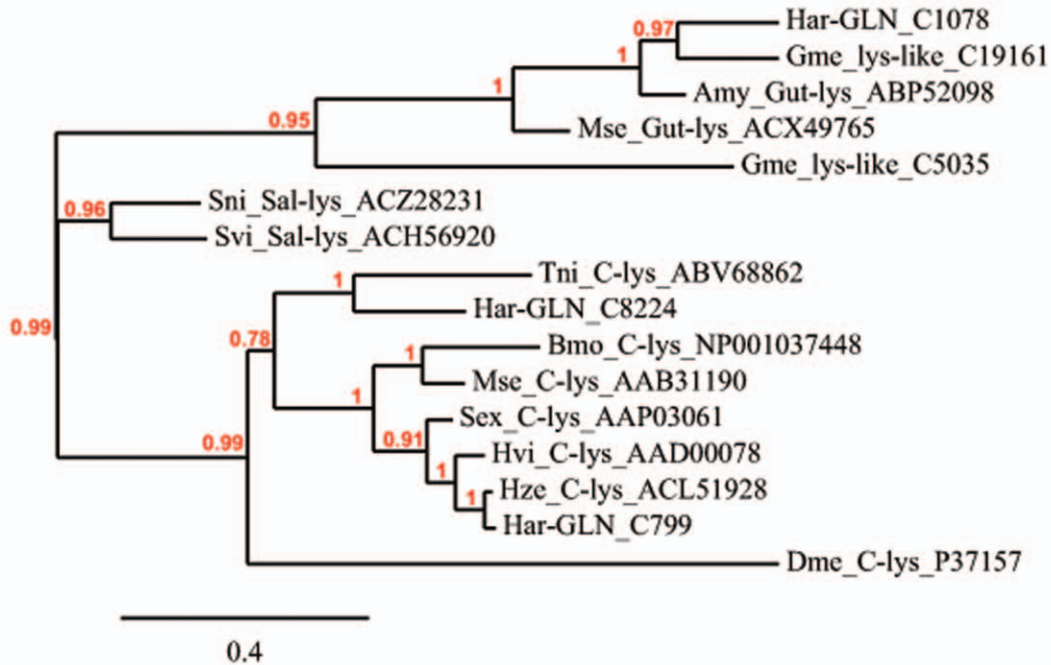 Har-GLN_C1078
0.97
Gme_lys-like_C19161
1
Amy_Gut-lys_ABP52098
1
Mse_Gut-lys_ACX49765
0.95
Gme_lys-like_C5035
Sni_Sal-lys_ACZ28231
0.96
Svi_Sal-lys_ACH56920
Tni_C-lys_ABV68862
1
Har-GLN_C8224
0.99
0.78
Bmo_C-lys_NP001037448
1
Mse_C-lys_AAB31190
1
Sex_C-lys_AAP03061
0.91
0.99
Hvi_C-lys_AAD00078
1
Hze_C-lys_ACL51928
1
Har-GLN_C799
Dme_C-lys_P37157
0.4